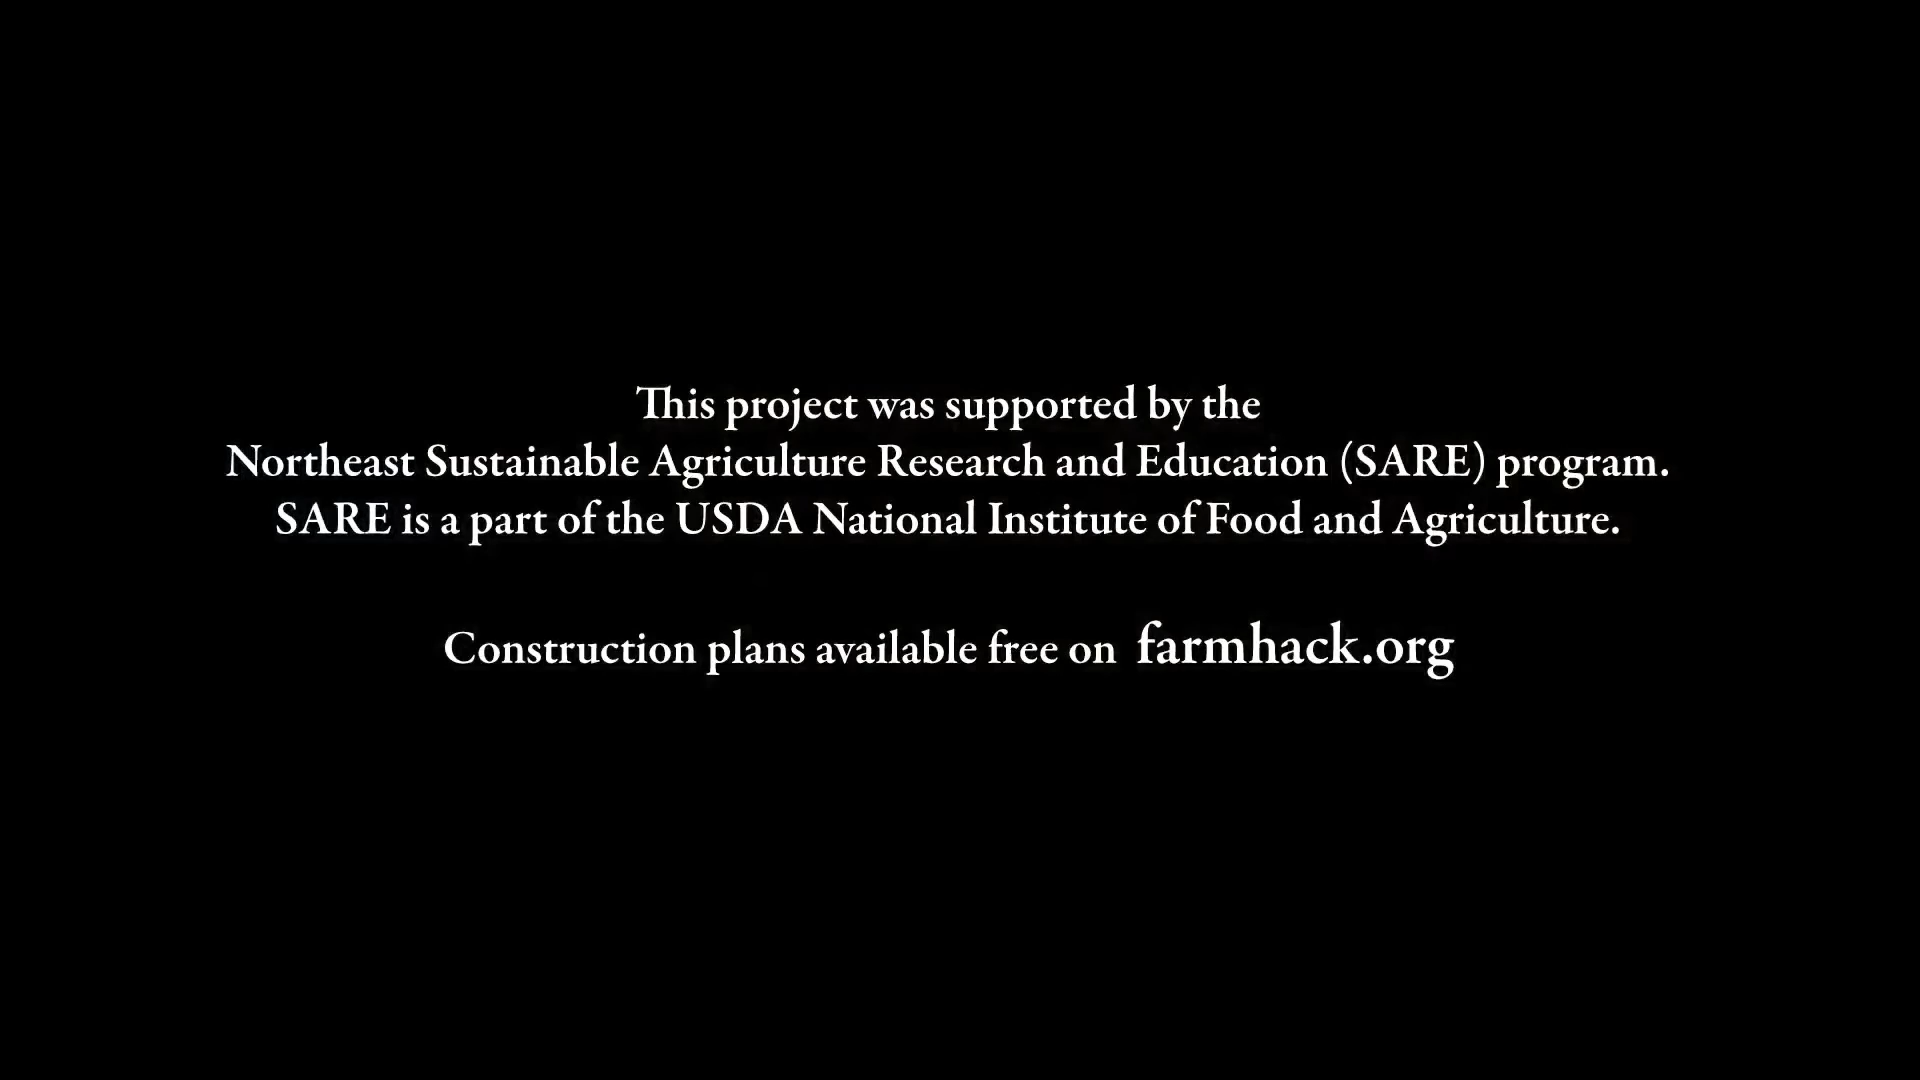 This project was supported by the
Northeast Sustainable Agriculture Research and Education (SARE) program.
SARE is a part of the USDA National Institute of Food and Agriculture.
Construction plans available free on farmhack.org